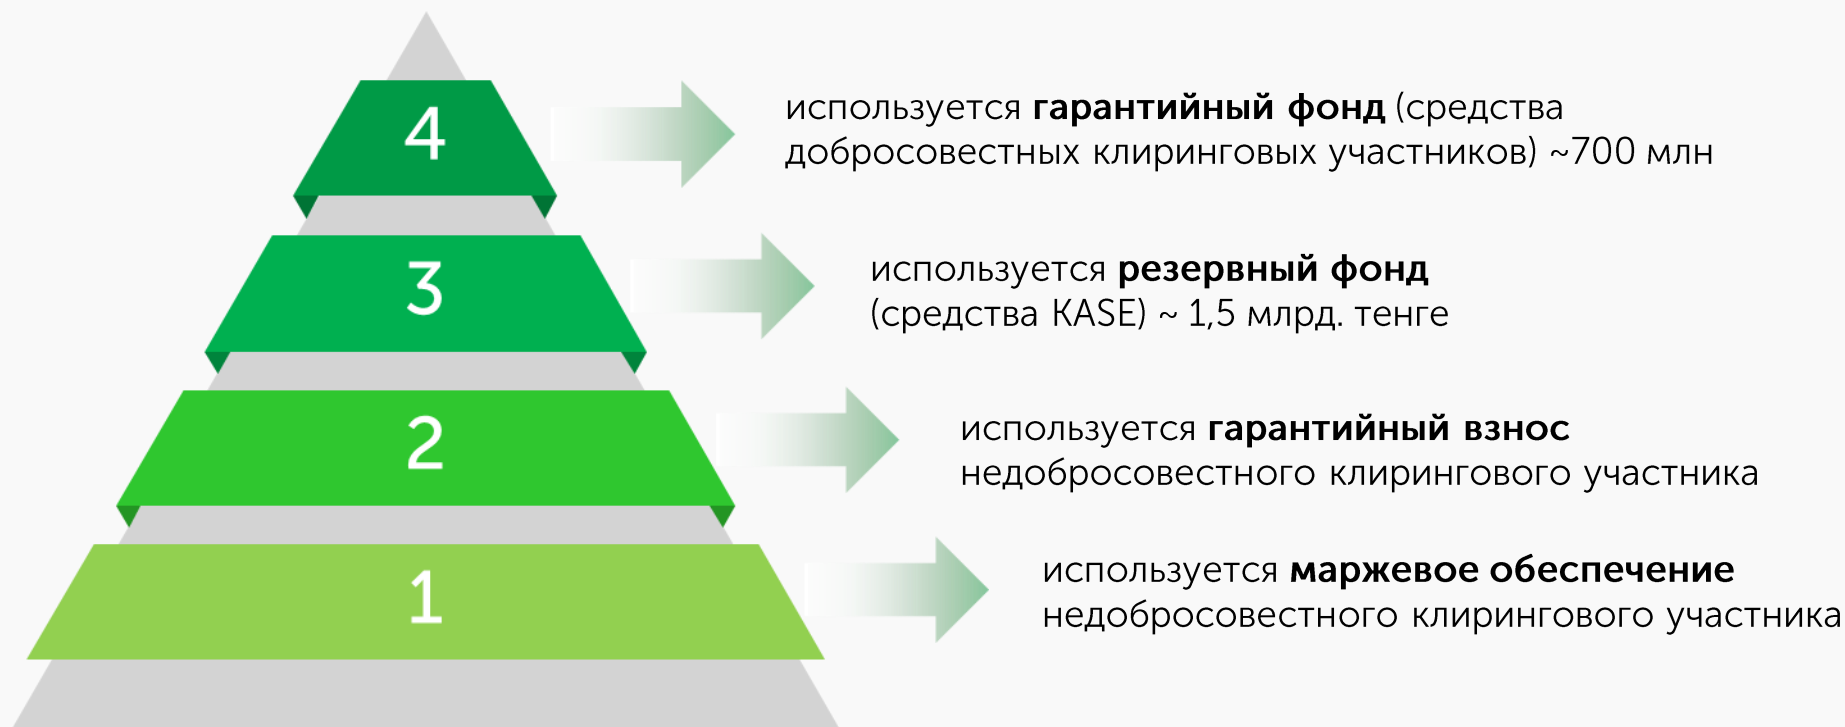 4
используется гарантийный фонд (средства
добросовестных клиринговых участников) ~700 млн
3
используется резервный фонд
(средства KASE) ~ 1,5 млрд. тенге
2
используется гарантийный взнос
недобросовестного клирингового участника
1
используется маржевое обеспечение
недобросовестного клирингового участника